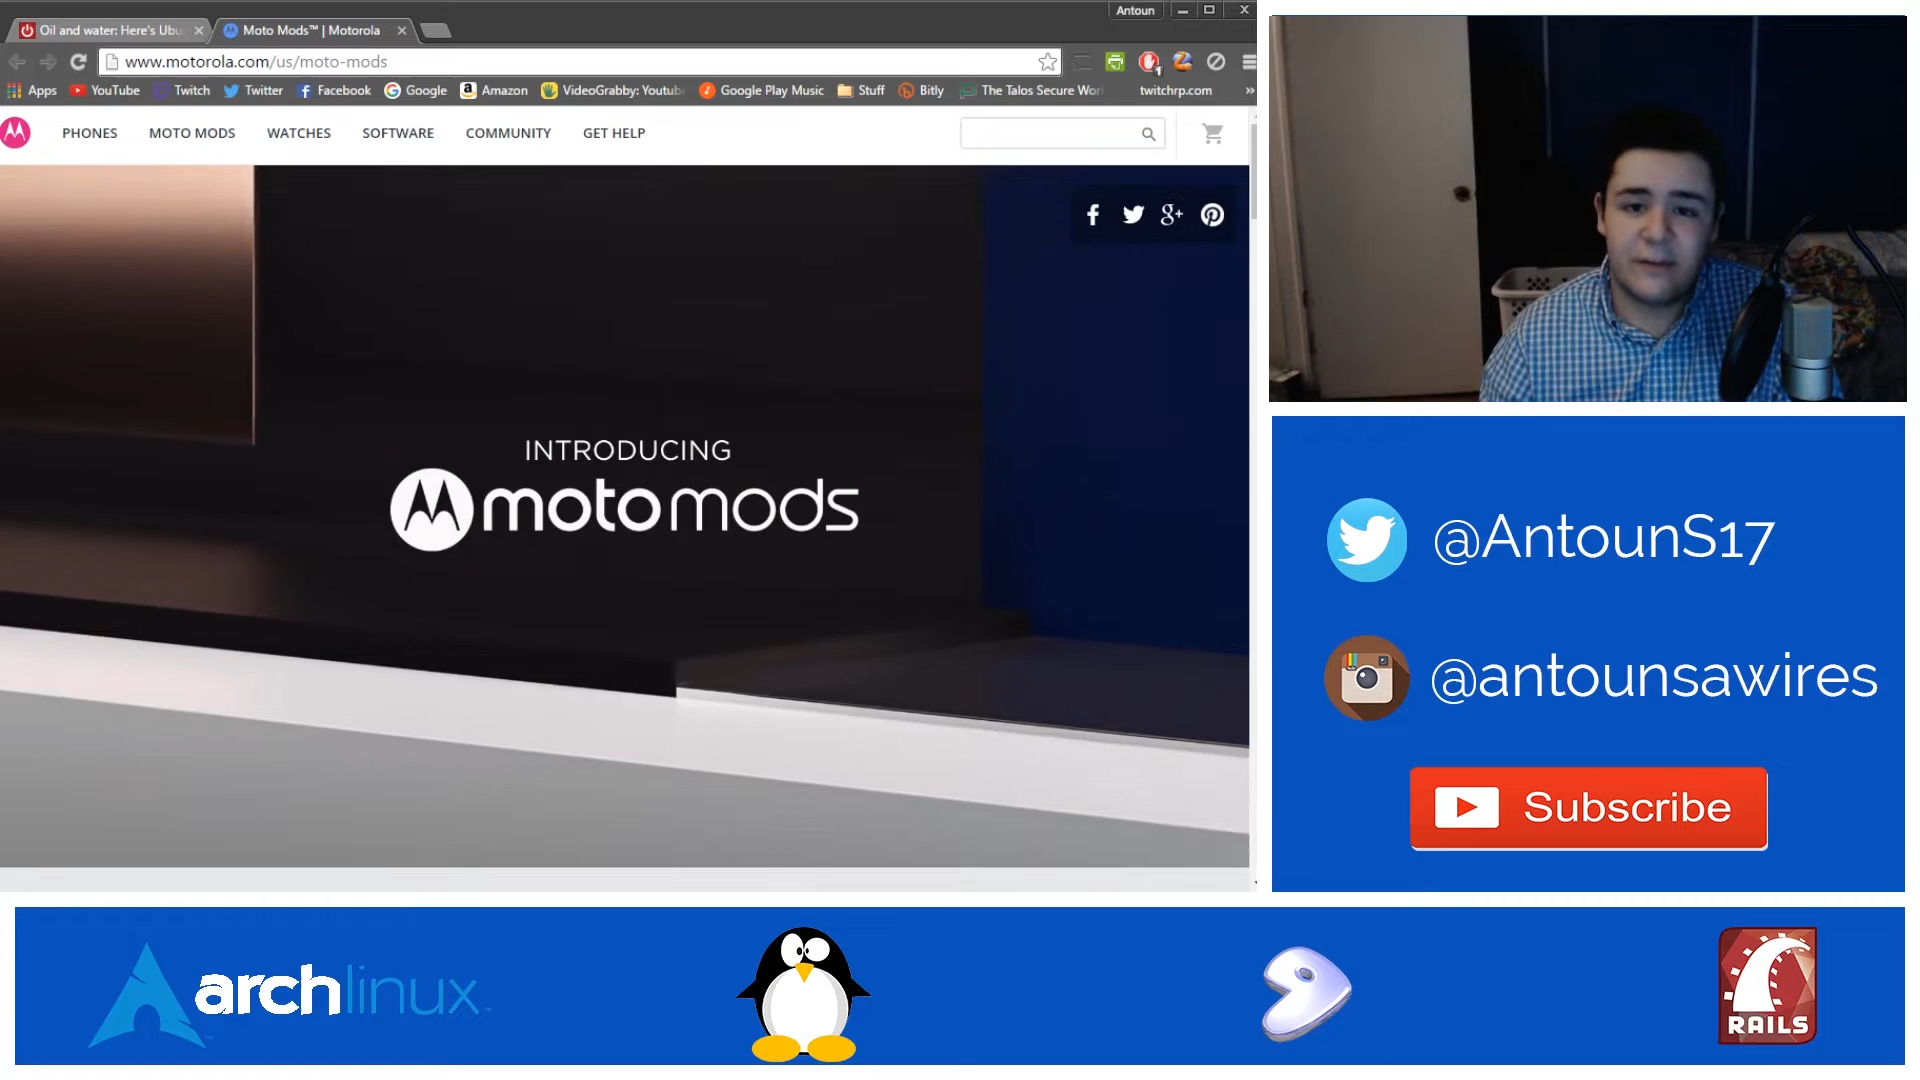 Antoun
Oil and water: Here's Ubu
Moto Mods™ | Motorola
www.motorola.com/us/moto-mods
1
Apps
YouTube
Twitch
Twitter
Facebook
Google
Amazon
VideoGrabby: Youtub
Google Play Music
Stuff
Bitly
The Talos Secure Wor
twitchrp.com
»
PHONES
MOTO MODS
WATCHES
SOFTWARE
COMMUNITY
GET HELP
INTRODUCING
motomods
@AntounS17
@antounsawires
Subscribe
archlinux
RAILS